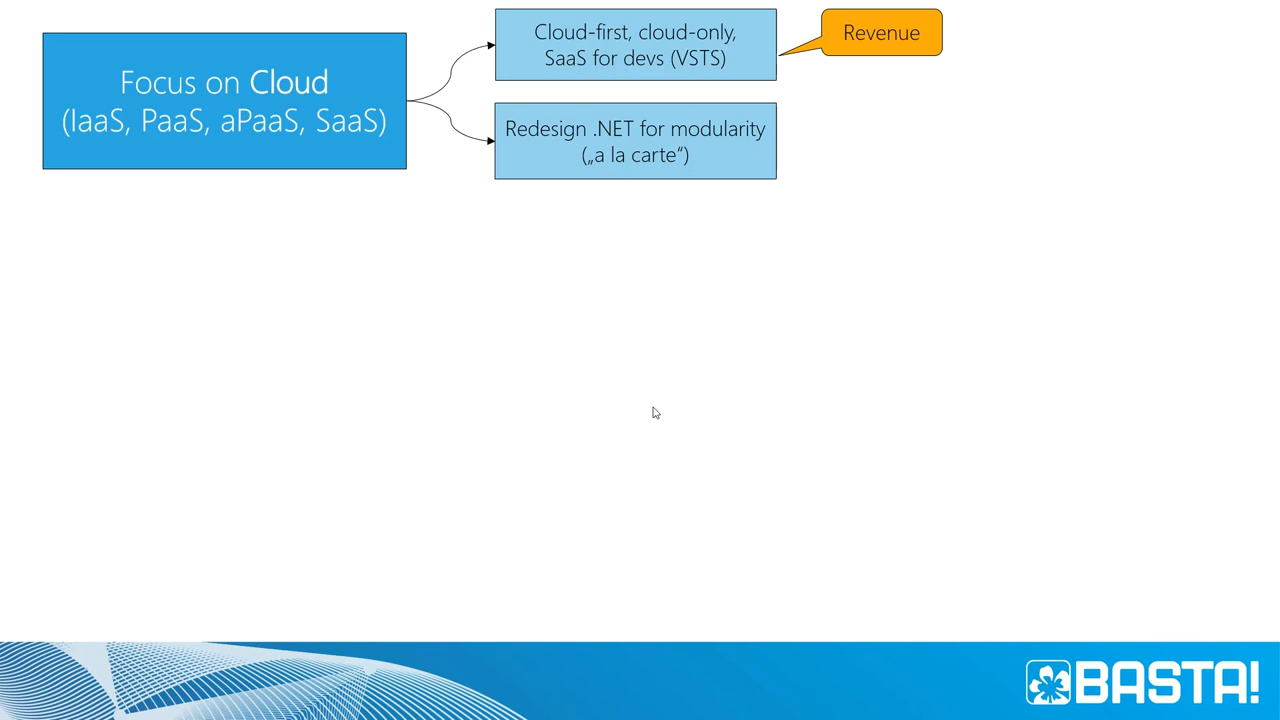 Focus on Cloud
(IaaS, PaaS, aPaaS, SaaS)
Cloud-first, cloud-only,
SaaS for devs (VSTS)
Revenue
Redesign .NET for modularity
(„a la carte“)
BASTA!